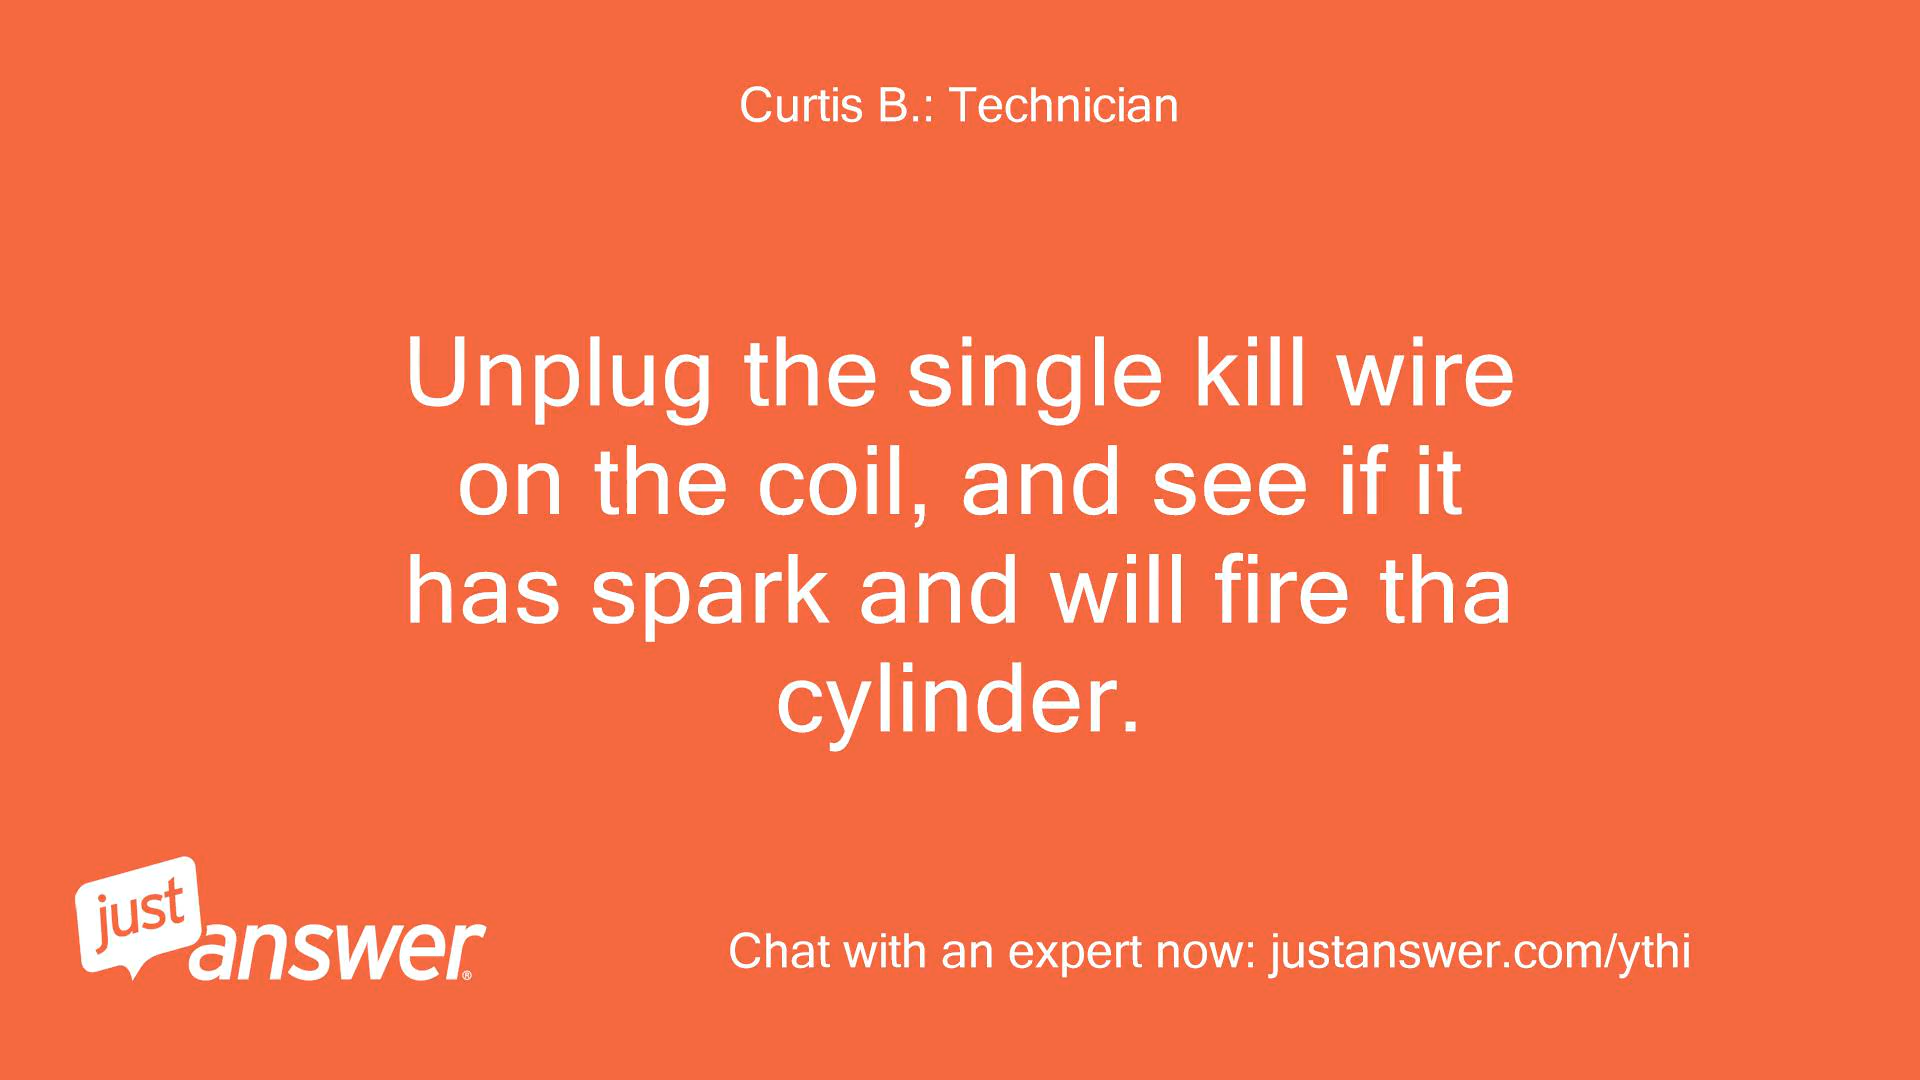 Curtis B.: Technician
Unplug the single kill wire
on the coil, and see if it
has spark and will fire tha
cylinder.
just
answer®
Chat with an expert now: justanswer.com/ythi